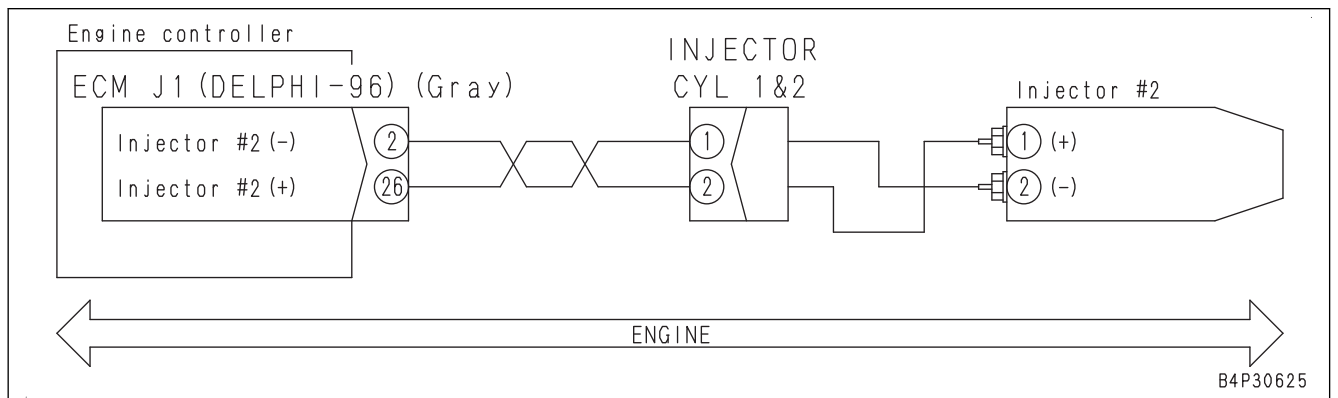 Engine controller
ECM J1(DELPHI-96)(Gray)
INJECTOR
CYL 1&2
Injector #2
Injector #2(-)
2
1
1
(+)
Injector #2(+)
26
2
2
(-)
ENGINE
B4P30625